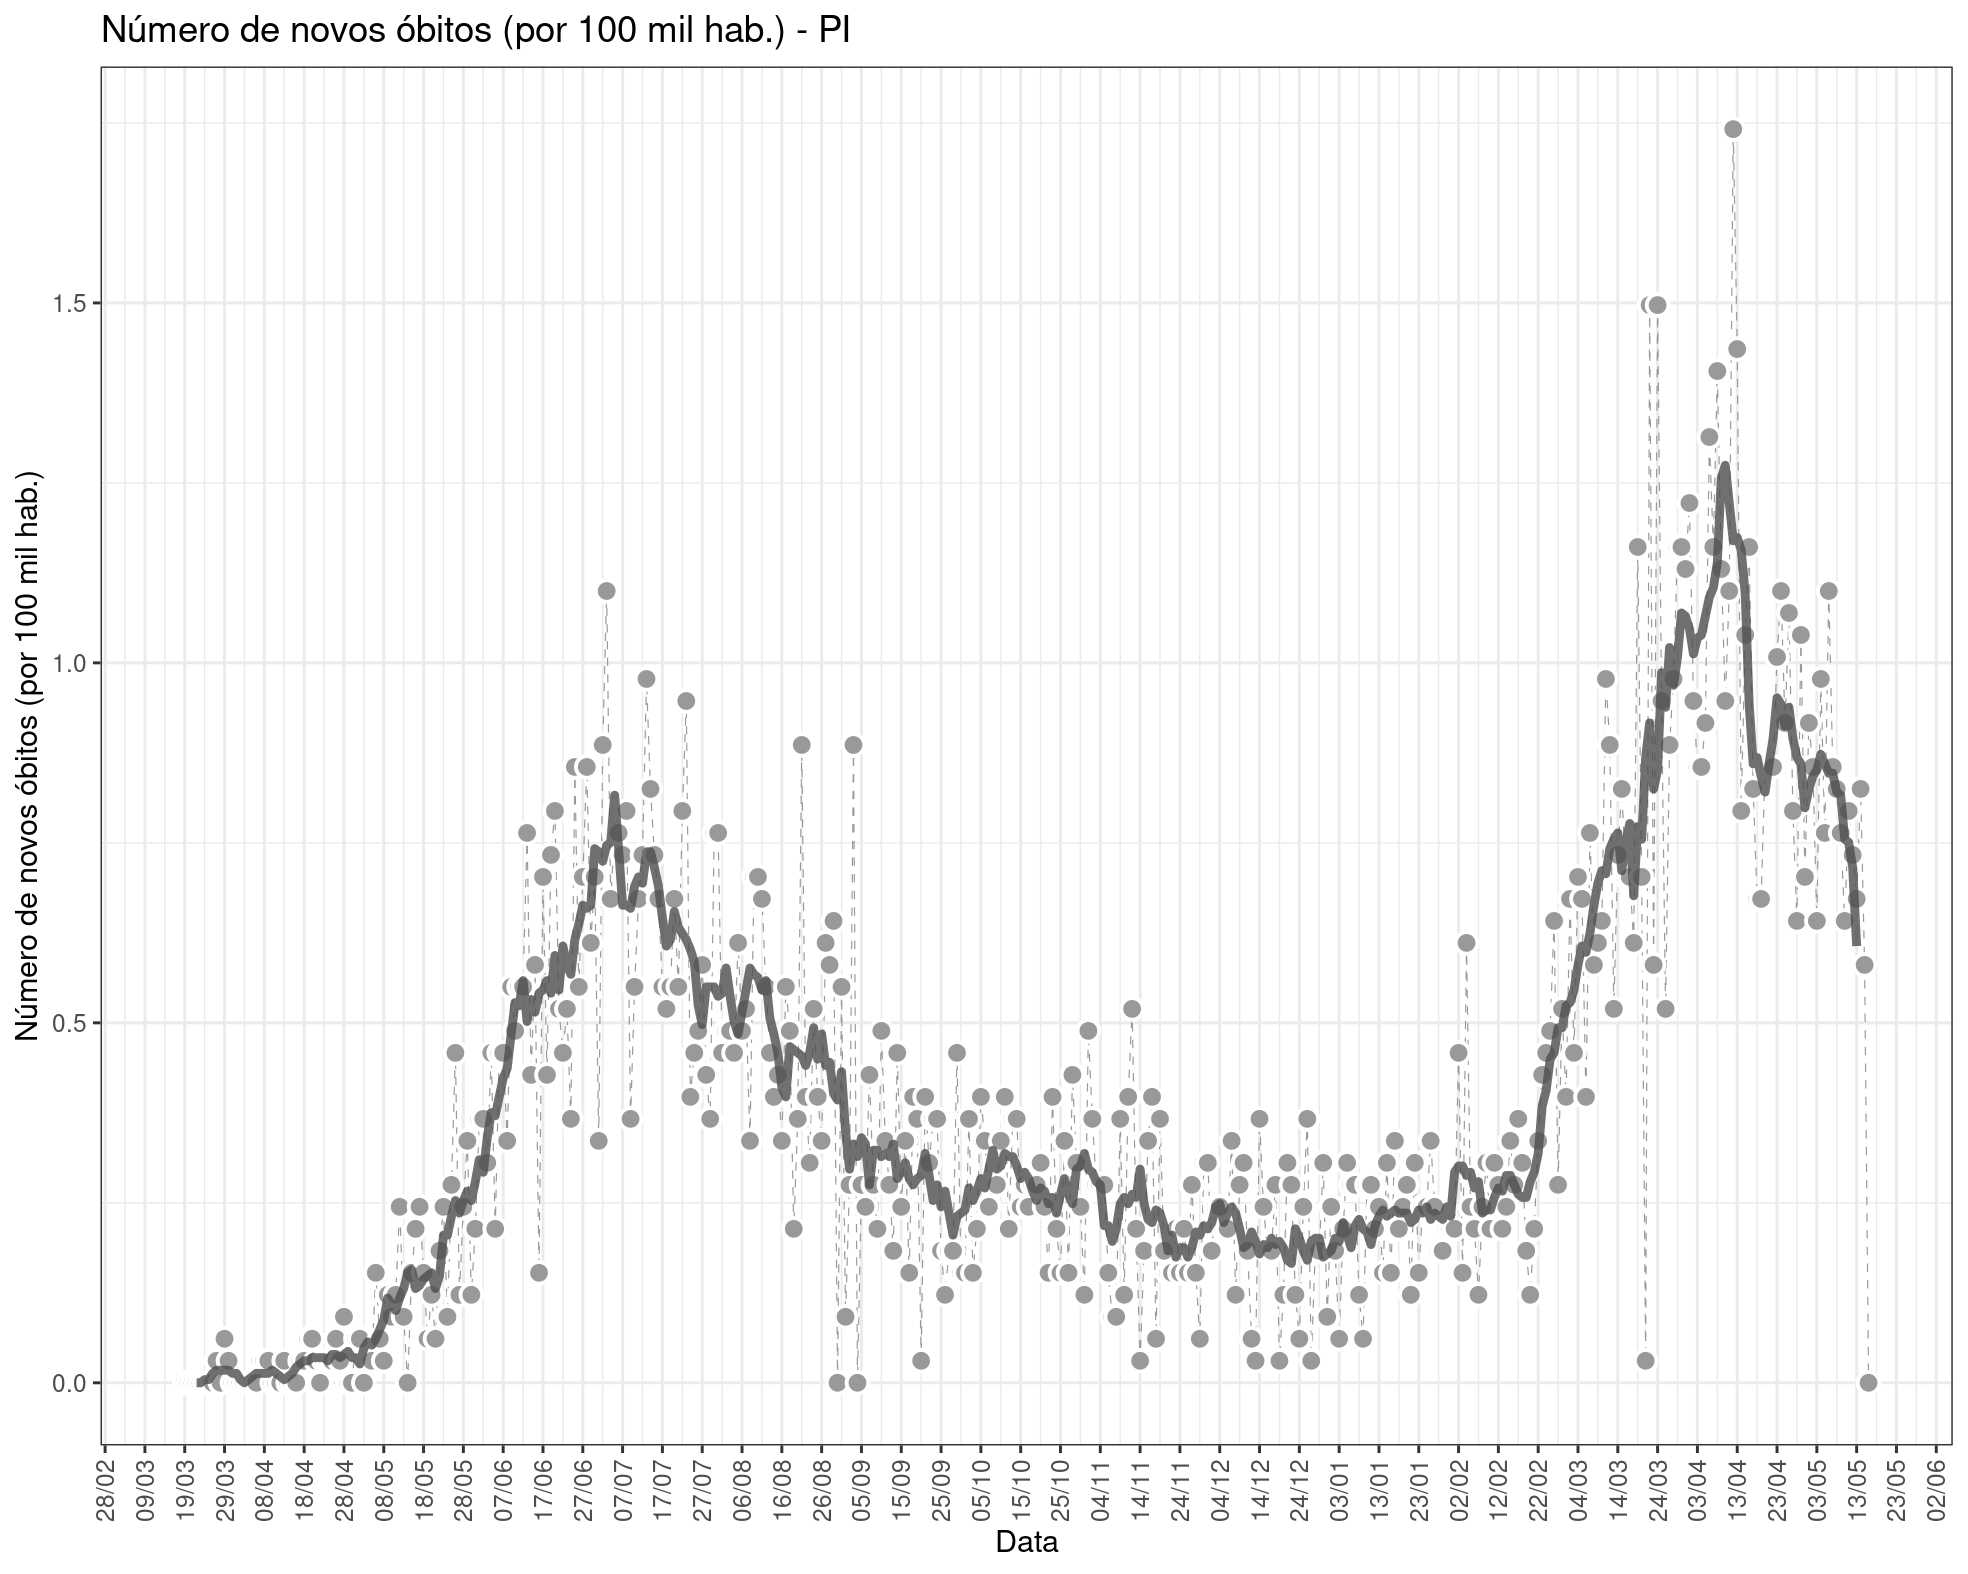 Número de novos óbitos (por 100 mil hab.) - PI
Número de novos óbitos (por 100 mil hab.)
1.5
1.0
0.5
0.0
28/02 09/03 19/03 29/03 08/04 18/04 28/04 08/05 18/05 28/05 07/06 17/06 27/06 07/07 17/07 27/07 06/08 16/08 26/08 05/09 15/09 25/09 05/10 15/10 25/10 04/11 14/11 24/11 04/12 14/12 24/12 03/01 13/01 23/01 02/02 12/02 22/02 04/03 14/03 24/03 03/04 13/04 23/04 03/05 13/05 23/05 02/06
Data